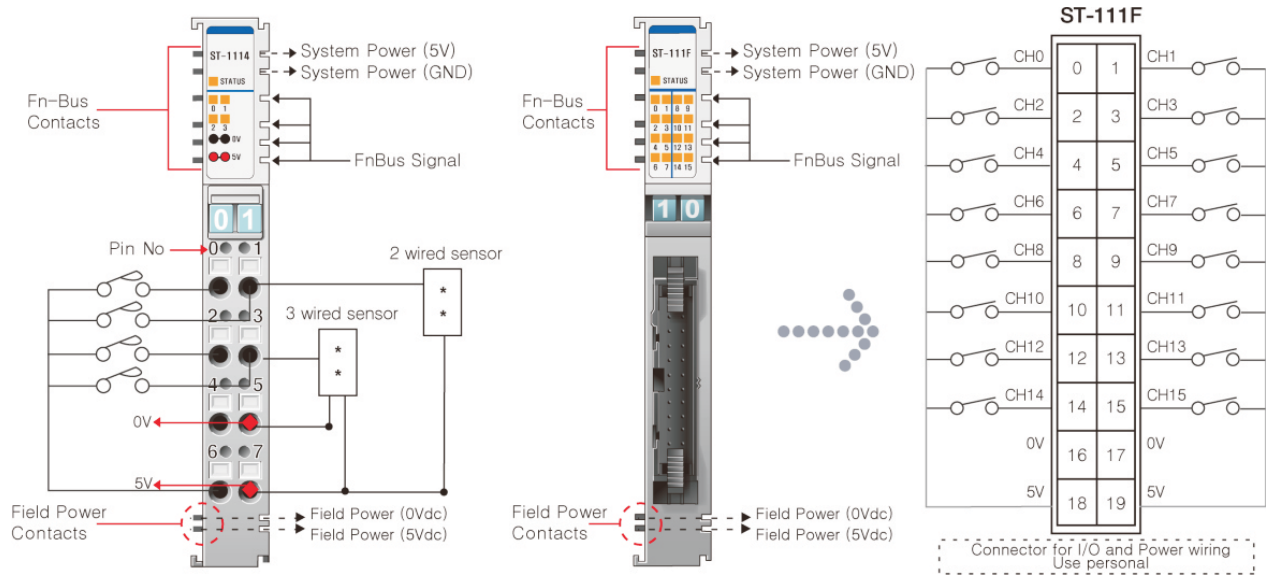 ST-1114
STATUS
0 1
2 3
0V
5V
System Power (5V)
System Power (GND)
Fn-Bus
Contacts
FnBus Signal
01
Pin No
0 1
2 3
4 5
6 7
2 wired sensor
* *
3 wired sensor
* *
0V
5V
Field Power
Contacts
Field Power (0Vdc)
Field Power (5Vdc)
ST-111F
STATUS
0 1 8 9
2 3 10 11
4 5 12 13
6 7 14 15
System Power (5V)
System Power (GND)
Fn-Bus
Contacts
FnBus Signal
10
Field Power
Contacts
Field Power (0Vdc)
Field Power (5Vdc)
ST-111F
CH0 0 1 CH1
CH2 2 3 CH3
CH4 4 5 CH5
CH6 6 7 CH7
CH8 8 9 CH9
CH10 10 11 CH11
CH12 12 13 CH13
CH14 14 15 CH15
0V 16 17 0V
5V 18 19 5V
Connector for I/O and Power wiring
Use personal